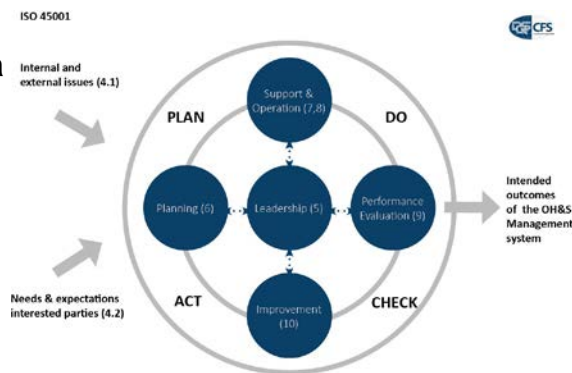 ISO 45001
CFS
Internal and
external issues (4.1)
Support &
Operation (7,8)
PLAN
DO
Planning (6)
Leadership (5)
Performance
Evaluation (9)
Intended
outcomes
of the OH&S
Management
system
Needs & expectations
interested parties (4.2)
ACT
CHECK
Improvement
(10)